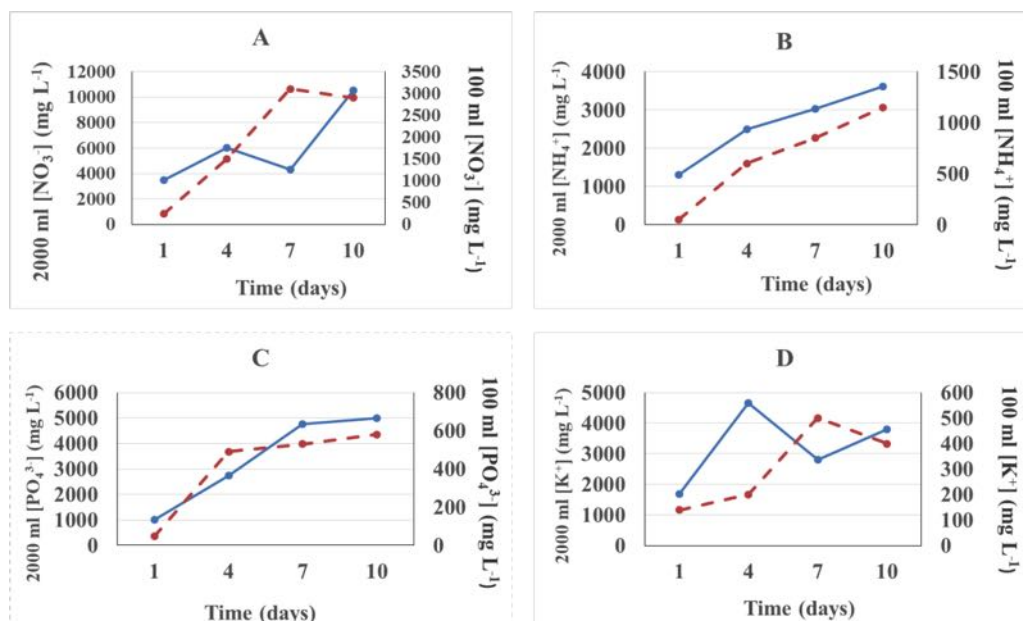 A
2000 ml [NO₃⁻] (mg L⁻¹)
12000
10000
8000
6000
4000
2000
0
3500
3000
2500
2000
1500
1000
500
0
100 ml [NO₃⁻] (mg L⁻¹)
1 4 7 10
Time (days)
B
2000 ml [NH₄⁺] (mg L⁻¹)
4000
3000
2000
1000
0
1500
1000
500
0
100 ml [NH₄⁺] (mg L⁻¹)
1 4 7 10
Time (days)
C
2000 ml [PO₄³⁻] (mg L⁻¹)
6000
5000
4000
3000
2000
1000
0
800
600
400
200
0
100 ml [PO₄³⁻] (mg L⁻¹)
1 4 7 10
Time (days)
D
2000 ml [K⁺] (mg L⁻¹)
5000
4000
3000
2000
1000
0
600
500
400
300
200
100
0
100 ml [K⁺] (mg L⁻¹)
1 4 7 10
Time (days)